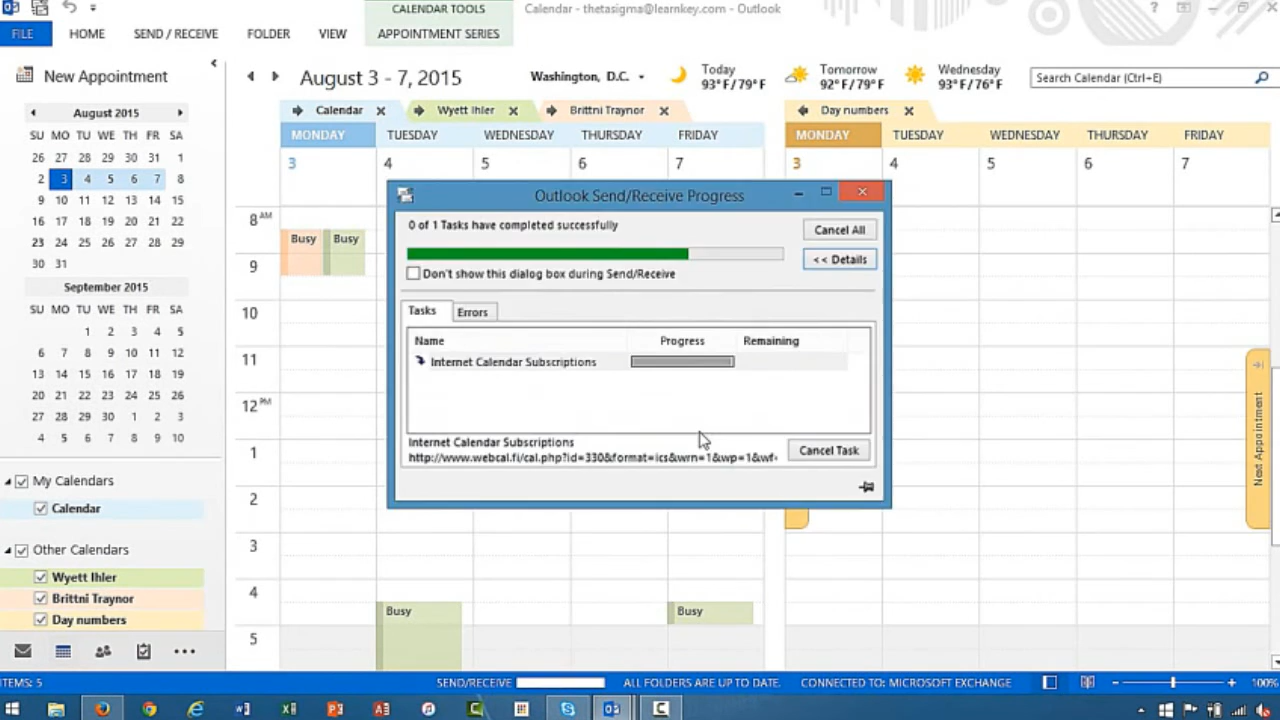 CALENDAR TOOLS
Calendar - thetasigma@learnkey.com - Outlook
FILE HOME SEND / RECEIVE FOLDER VIEW APPOINTMENT SERIES
New Appointment
August 3 - 7, 2015
Washington, D.C.
Today
93°F/79°F
Tomorrow
92°F/79°F
Wednesday
93°F/76°F
Search Calendar (Ctrl+E)
August 2015
SU MO TU WE TH FR SA
26 27 28 29 30 31 1
2 3 4 5 6 7 8
9 10 11 12 13 14 15
16 17 18 19 20 21 22
23 24 25 26 27 28 29
30 31
September 2015
SU MO TU WE TH FR SA
1 2 3 4 5
6 7 8 9 10 11 12
13 14 15 16 17 18 19
20 21 22 23 24 25 26
27 28 29 30 1 2 3
4 5 6 7 8 9 10
My Calendars
Calendar
Other Calendars
Wyett Ihler
Brittni Traynor
Day numbers
Calendar Wyett Ihler Brittni Traynor Day numbers
MONDAY TUESDAY WEDNESDAY THURSDAY FRIDAY MONDAY TUESDAY WEDNESDAY THURSDAY FRIDAY
3 4 5 6 7 3 4 5 6 7
8 AM
Busy Busy
9
10
11
12 PM
1
2
3
4
Busy Busy
5
Next Appointment
Outlook Send/Receive Progress
0 of 1 Tasks have completed successfully
Cancel All
<< Details
Don't show this dialog box during Send/Receive
Tasks Errors
Name Progress Remaining
Internet Calendar Subscriptions
Internet Calendar Subscriptions
http://www.webcal.fi/cal.php?id=330&format=ics&wrn=1&wp=1&wf·
Cancel Task
ITEMS: 5 SEND/RECEIVE ALL FOLDERS ARE UP TO DATE. CONNECTED TO: MICROSOFT EXCHANGE 100%